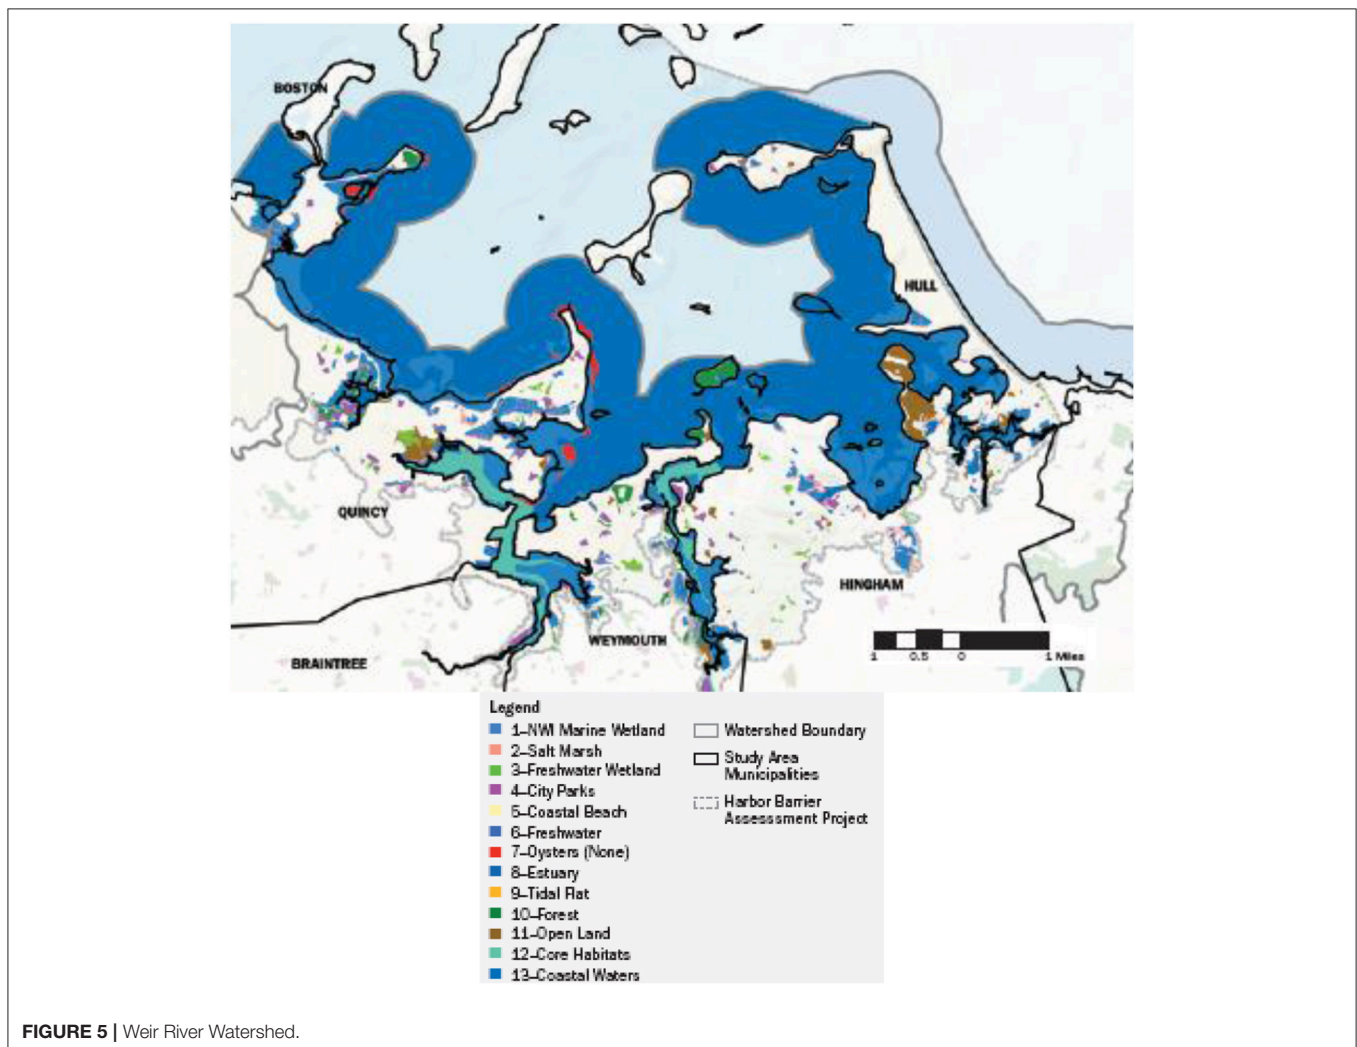 BOSTON
HULL
QUINCY
HINGHAM
WEYMOUTH
BRAINTREE
1 0.5 0 1 Miles
Legend
1–NWI Marine Wetland
2–Salt Marsh
3–Freshwater Wetland
4–City Parks
5–Coastal Beach
6–Freshwater
7–Oysters (None)
8–Estuary
9–Tidal Flat
10–Forest
11–Open Land
12–Core Habitats
13–Coastal Waters
Watershed Boundary
Study Area
Municipalities
Harbor Barrier
Assesssment Project
FIGURE 5 | Weir River Watershed.